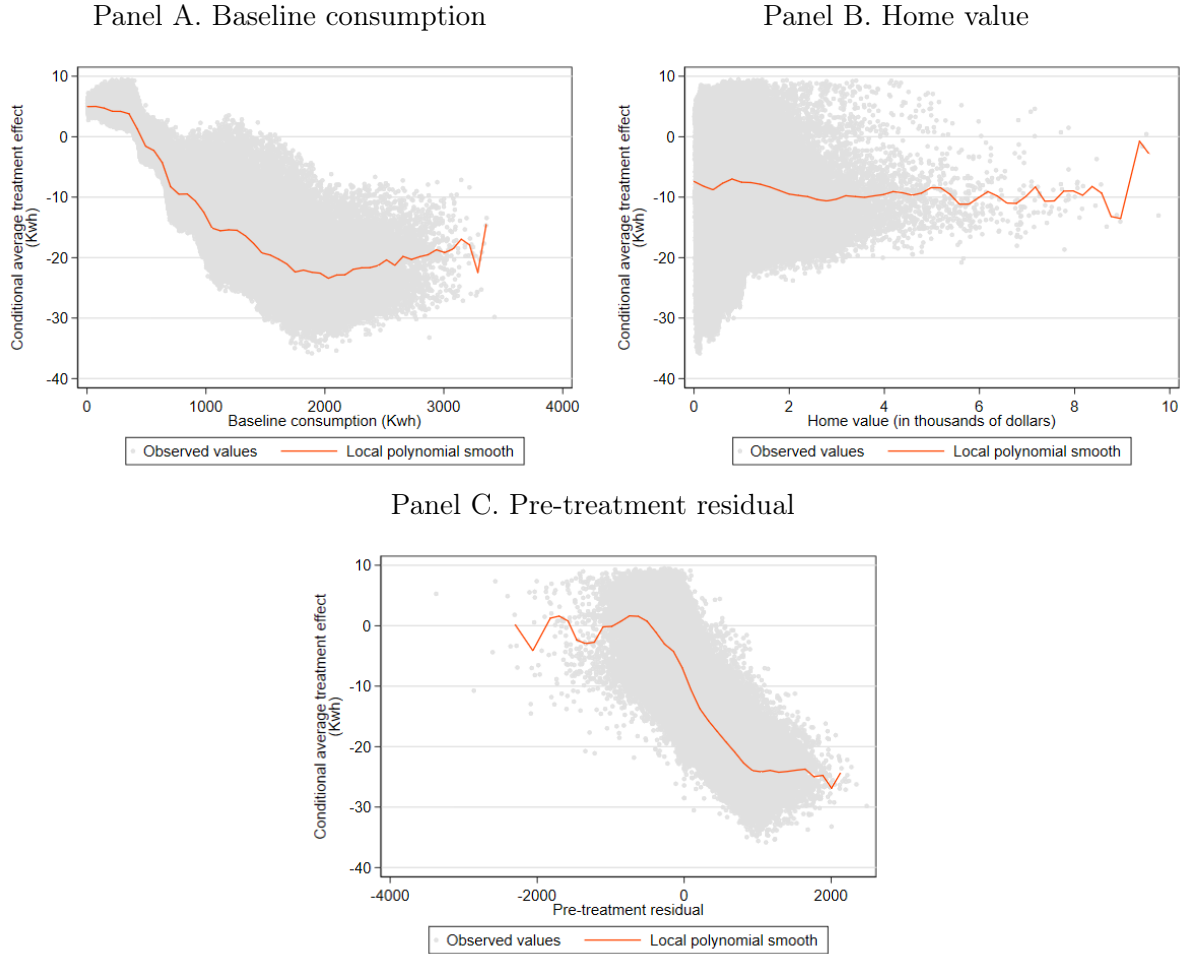 Panel A. Baseline consumption
Conditional average treatment effect
(Kwh)
10
0
-10
-20
-30
-40
0 1000 2000 3000 4000
Baseline consumption (Kwh)
Observed values Local polynomial smooth
Panel B. Home value
Conditional average treatment effect
(Kwh)
10
0
-10
-20
-30
-40
0 2 4 6 8 10
Home value (in thousands of dollars)
Observed values Local polynomial smooth
Panel C. Pre-treatment residual
Conditional average treatment effect
(Kwh)
10
0
-10
-20
-30
-40
-4000 -2000 0 2000
Pre-treatment residual
Observed values Local polynomial smooth